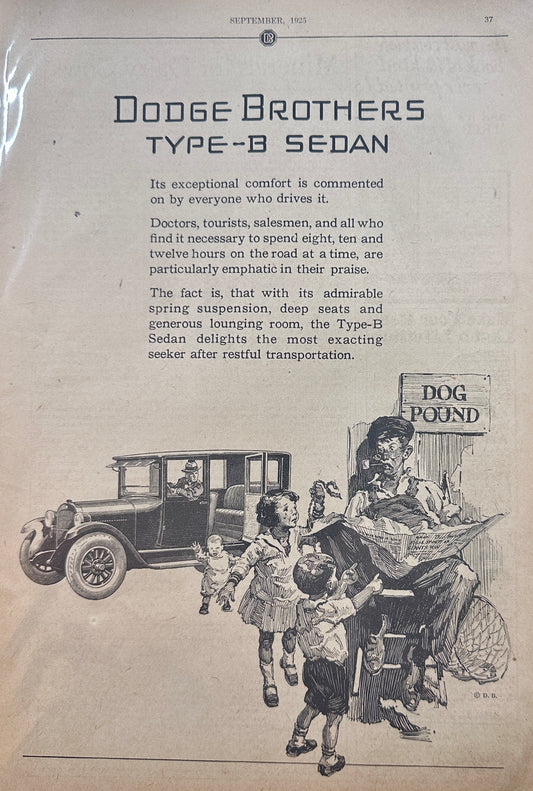 SEPTEMBER, 1925
37
DB
DODGE BROTHERS
TYPE-B SEDAN
Its exceptional comfort is commented
on by everyone who drives it.
Doctors, tourists, salesmen, and all who
find it necessary to spend eight, ten and
twelve hours on the road at a time, are
particularly emphatic in their praise.
The fact is, that with its admirable
spring suspension, deep seats and
generous lounging room, the Type-B
Sedan delights the most exacting
seeker after restful transportation.
DOG
POUND
© D. B.